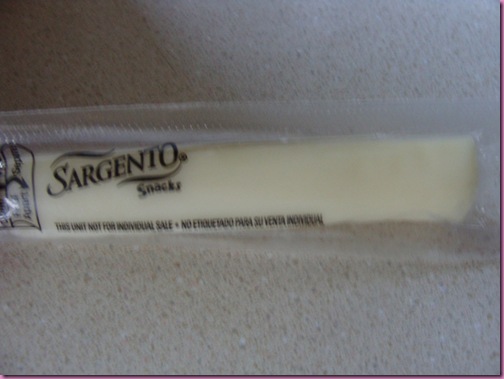 SARGENTO®
Snacks
THIS UNIT NOT FOR INDIVIDUAL SALE • NO ETIQUETADO PARA SU VENTA INDIVIDUAL